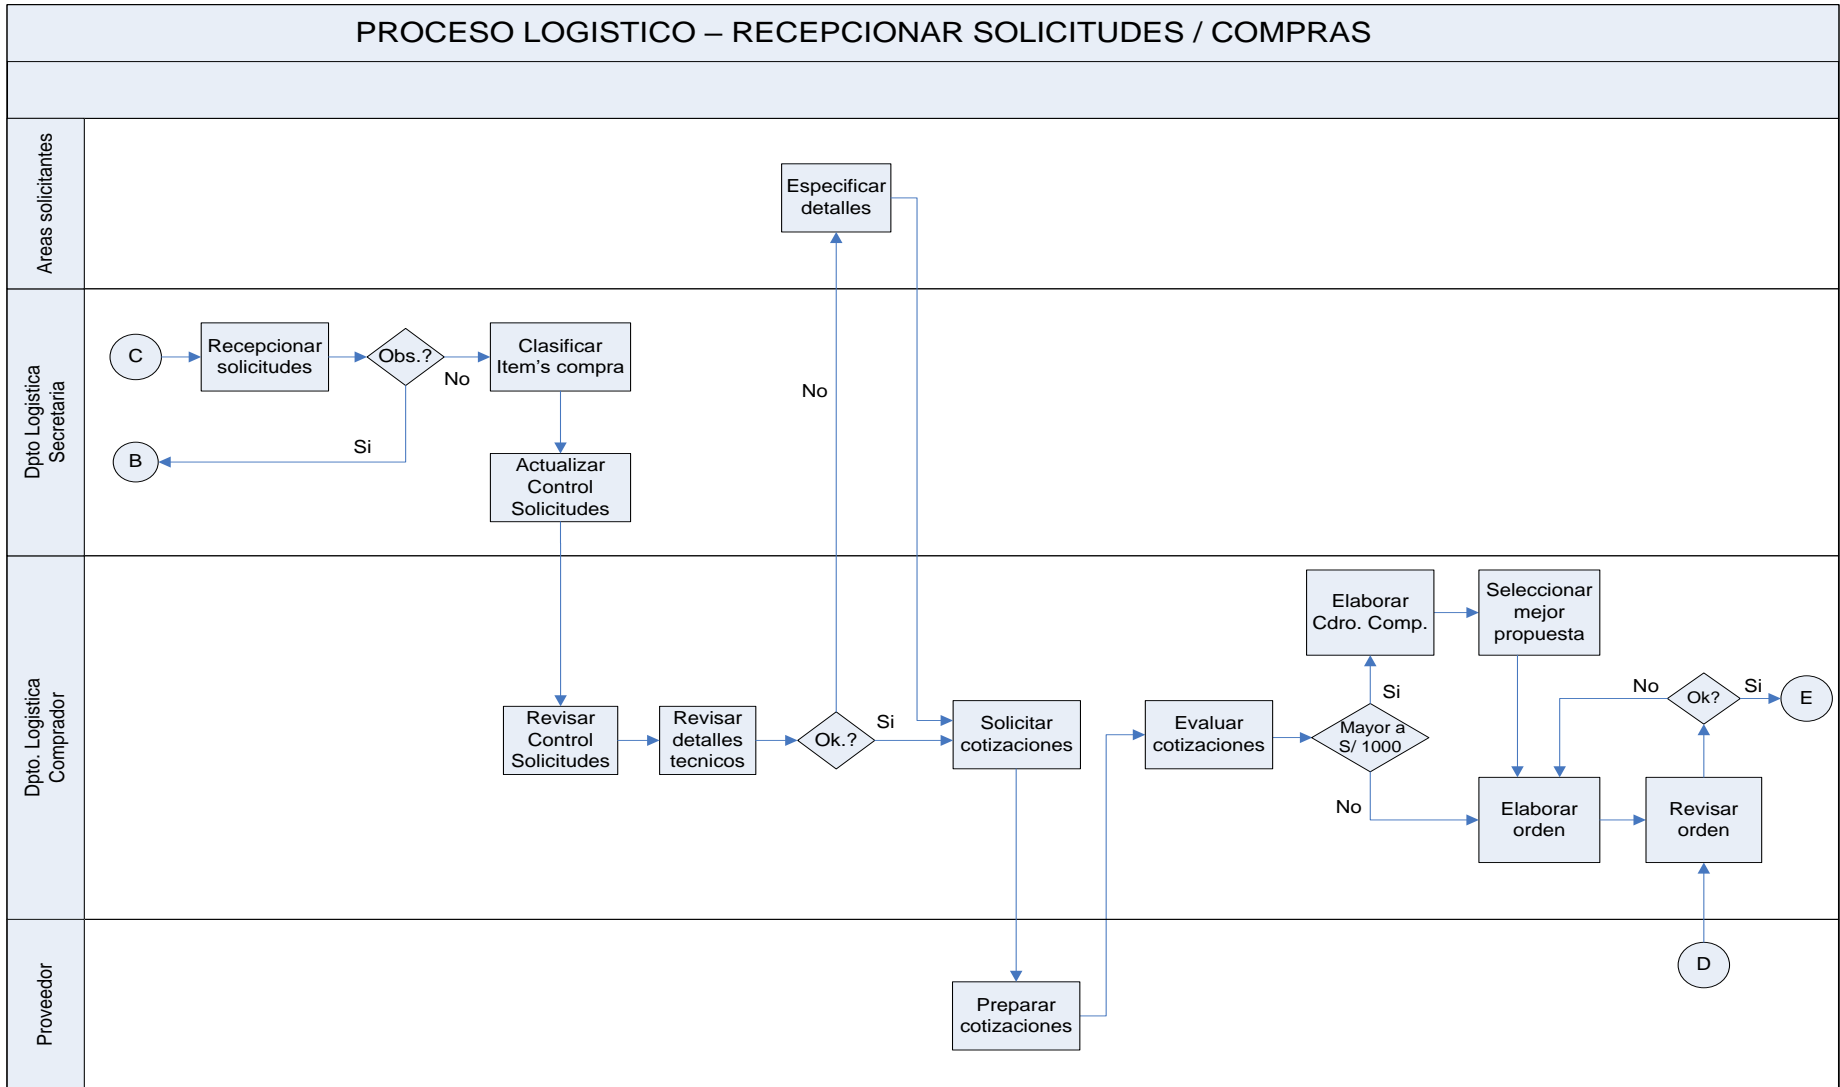 PROCESO LOGISTICO – RECEPCIONAR SOLICITUDES / COMPRAS
Areas solicitantes
Especificar
detalles
Dpto Logistica
Secretaria
C
Recepcionar
solicitudes
Obs.?
No
Clasificar
Item's compra
Si
B
Actualizar
Control
Solicitudes
No
Dpto. Logistica
Comprador
Revisar
Control
Solicitudes
Revisar
detalles
tecnicos
Ok.?
Si
Solicitar
cotizaciones
Evaluar
cotizaciones
Mayor a
S/ 1000
Si
Elaborar
Cdro. Comp.
Seleccionar
mejor
propuesta
No
Elaborar
orden
Revisar
orden
No
Ok?
Si
E
Proveedor
Preparar
cotizaciones
D